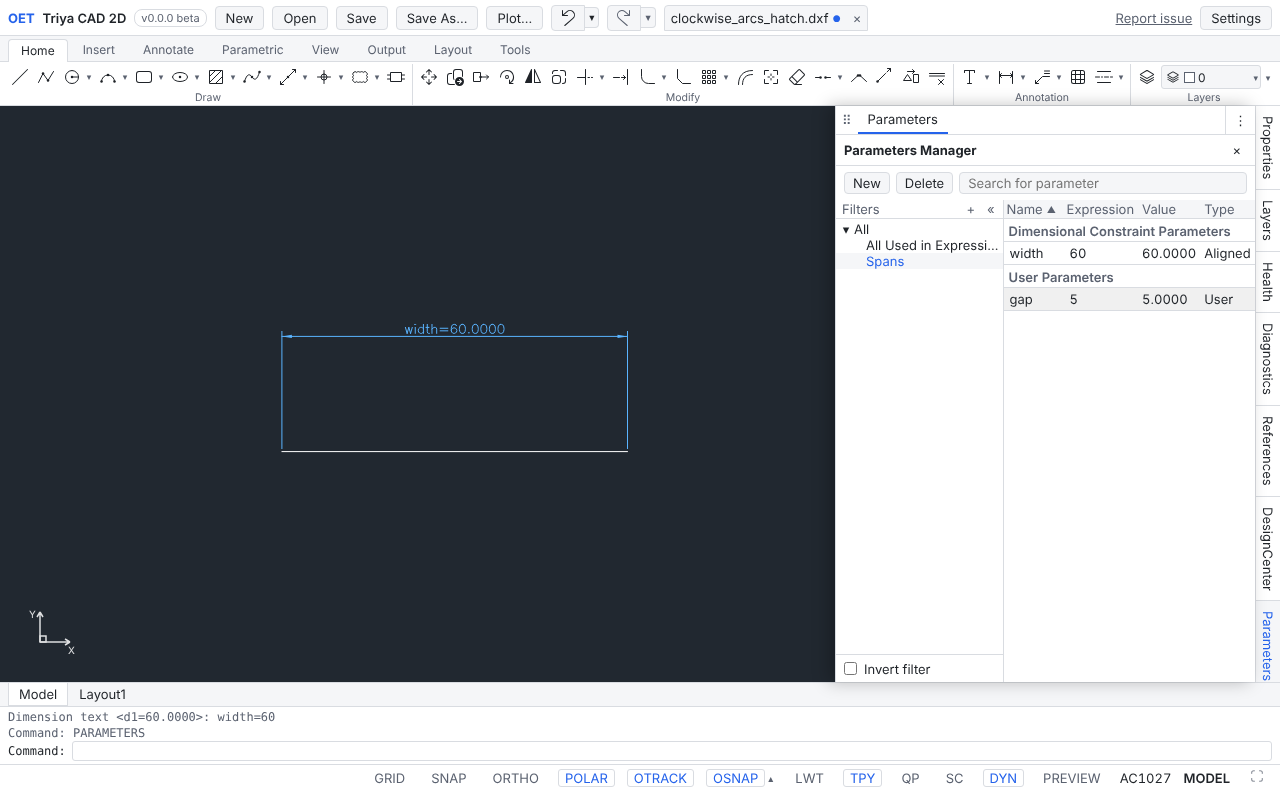 OET Triya CAD 2D v0.0.0 beta New Open Save Save As... Plot... clockwise_arcs_hatch.dxf × Report issue Settings
Home Insert Annotate Parametric View Output Layout Tools
0
Draw Modify Annotation Layers
Parameters
Parameters Manager ×
New Delete Search for parameter
Filters + « Name ▲ Expression Value Type
▾ All
Dimensional Constraint Parameters
All Used in Expressi...
width 60 60.0000 Aligned
Spans
User Parameters
gap 5 5.0000 User
width=60.0000
Y
X
Invert filter
Properties
Layers
Health
Diagnostics
References
DesignCenter
Parameters
Model Layout1
Dimension text <d1=60.0000>: width=60
Command: PARAMETERS
Command:
GRID SNAP ORTHO POLAR OTRACK OSNAP LWT TPY QP SC DYN PREVIEW AC1027 MODEL